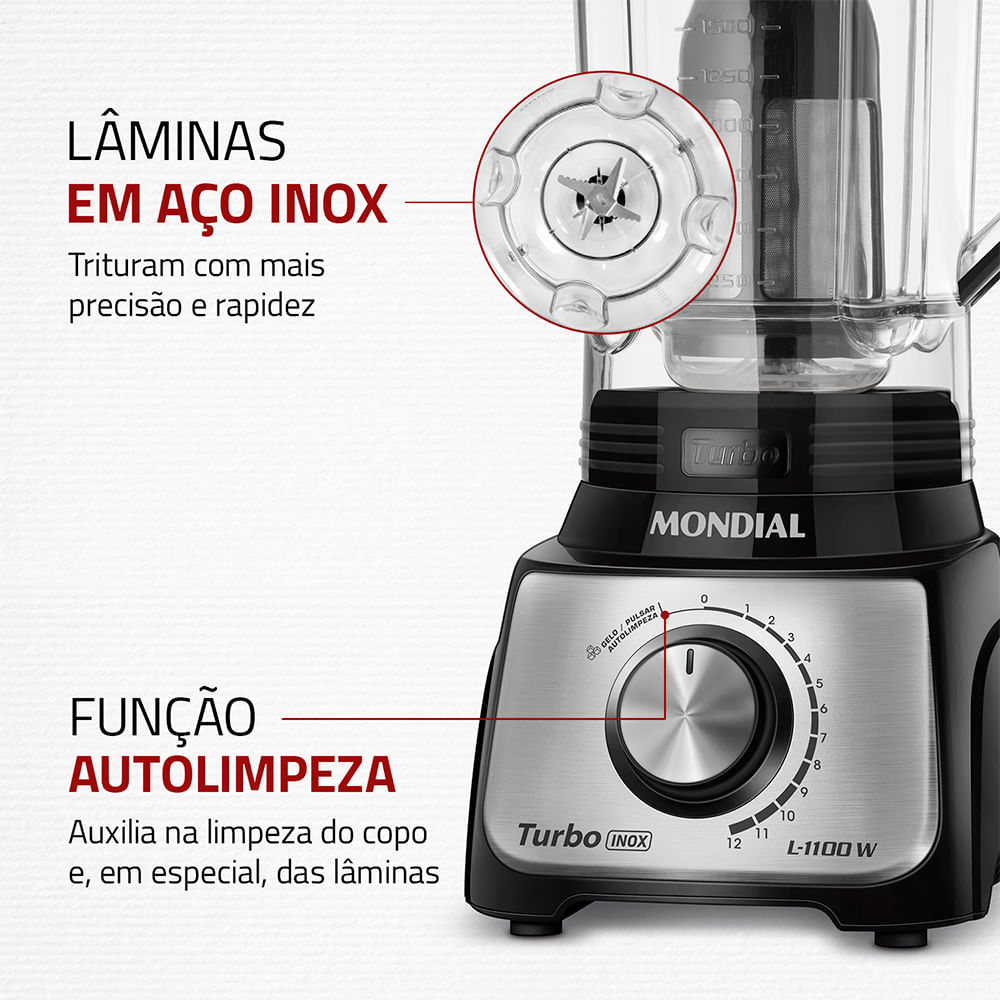 LÂMINAS
EM AÇO INOX
Trituram com mais
precisão e rapidez
1500
1250
250
Turbo
MONDIAL
GELO / PULSAR
AUTOLIMPEZA
0
1
2
3
4
5
6
7
8
9
10
11
12
Turbo INOX
L-1100 W
FUNÇÃO
AUTOLIMPEZA
Auxilia na limpeza do copo
e, em especial, das lâminas